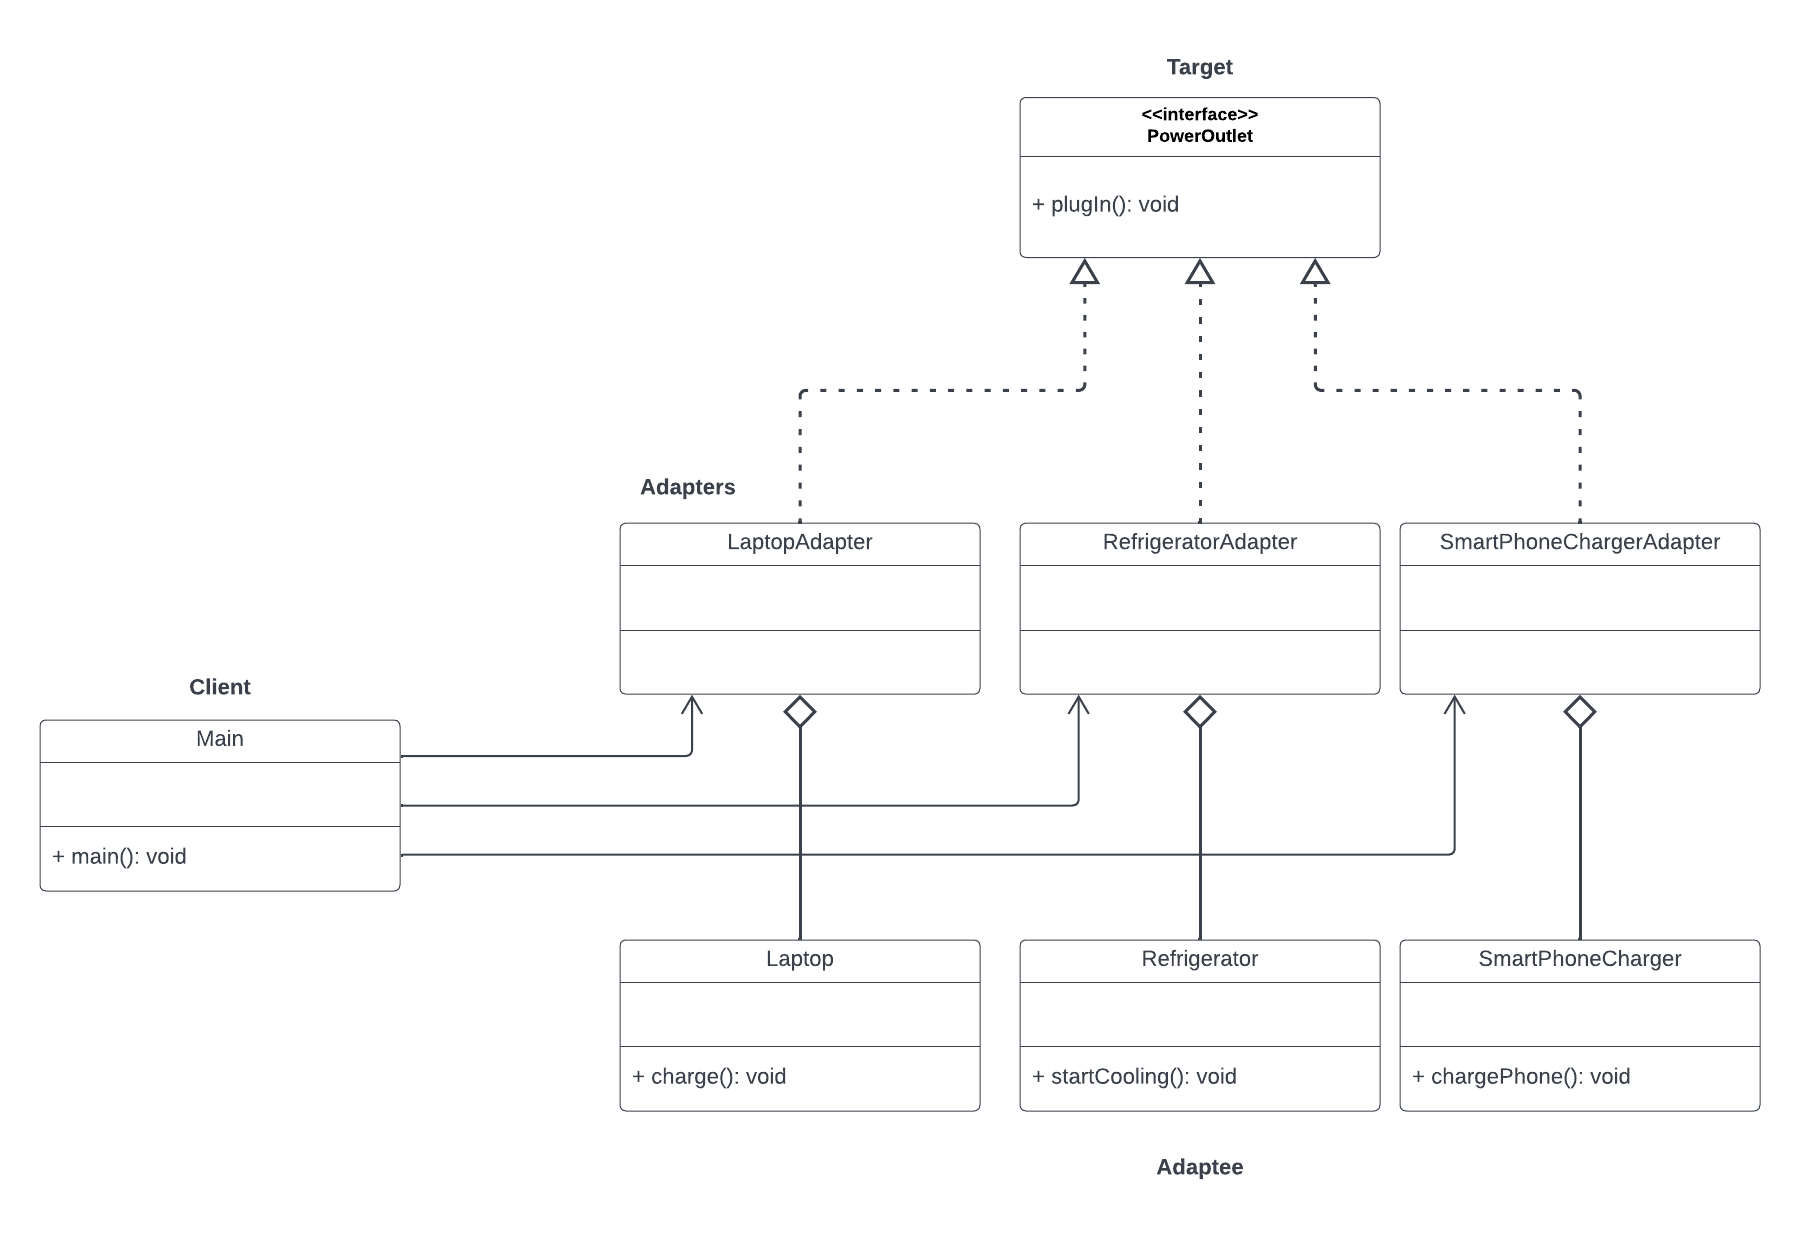 Target
<<interface>>
PowerOutlet
+ plugIn(): void
Adapters
LaptopAdapter
RefrigeratorAdapter
SmartPhoneChargerAdapter
Client
Main
+ main(): void
Laptop
+ charge(): void
Refrigerator
+ startCooling(): void
SmartPhoneCharger
+ chargePhone(): void
Adaptee